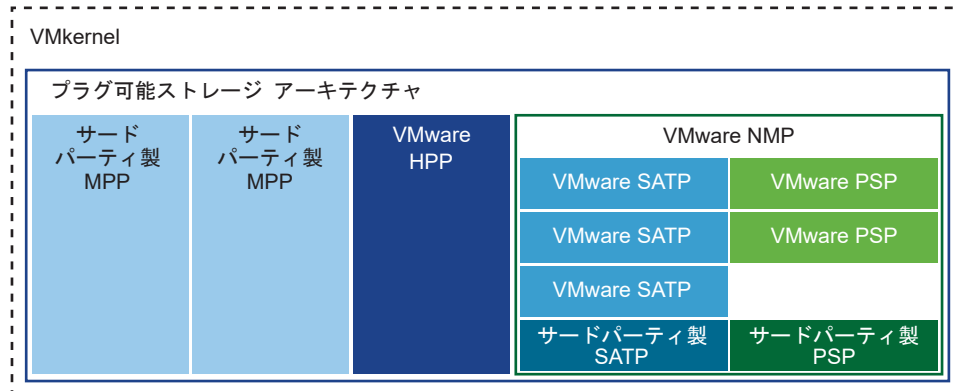 VMkernel
プラグ可能ストレージ アーキテクチャ
サード
パーティ製
MPP
サード
パーティ製
MPP
VMware
HPP
VMware NMP
VMware SATP
VMware PSP
VMware SATP
VMware PSP
VMware SATP
サードパーティ製
SATP
サードパーティ製
PSP